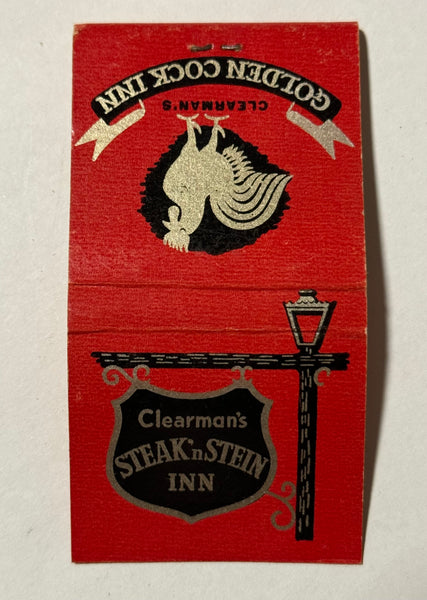 CLEARMAN'S
GOLDEN COCK INN
Clearman's
STEAK'n STEIN
INN